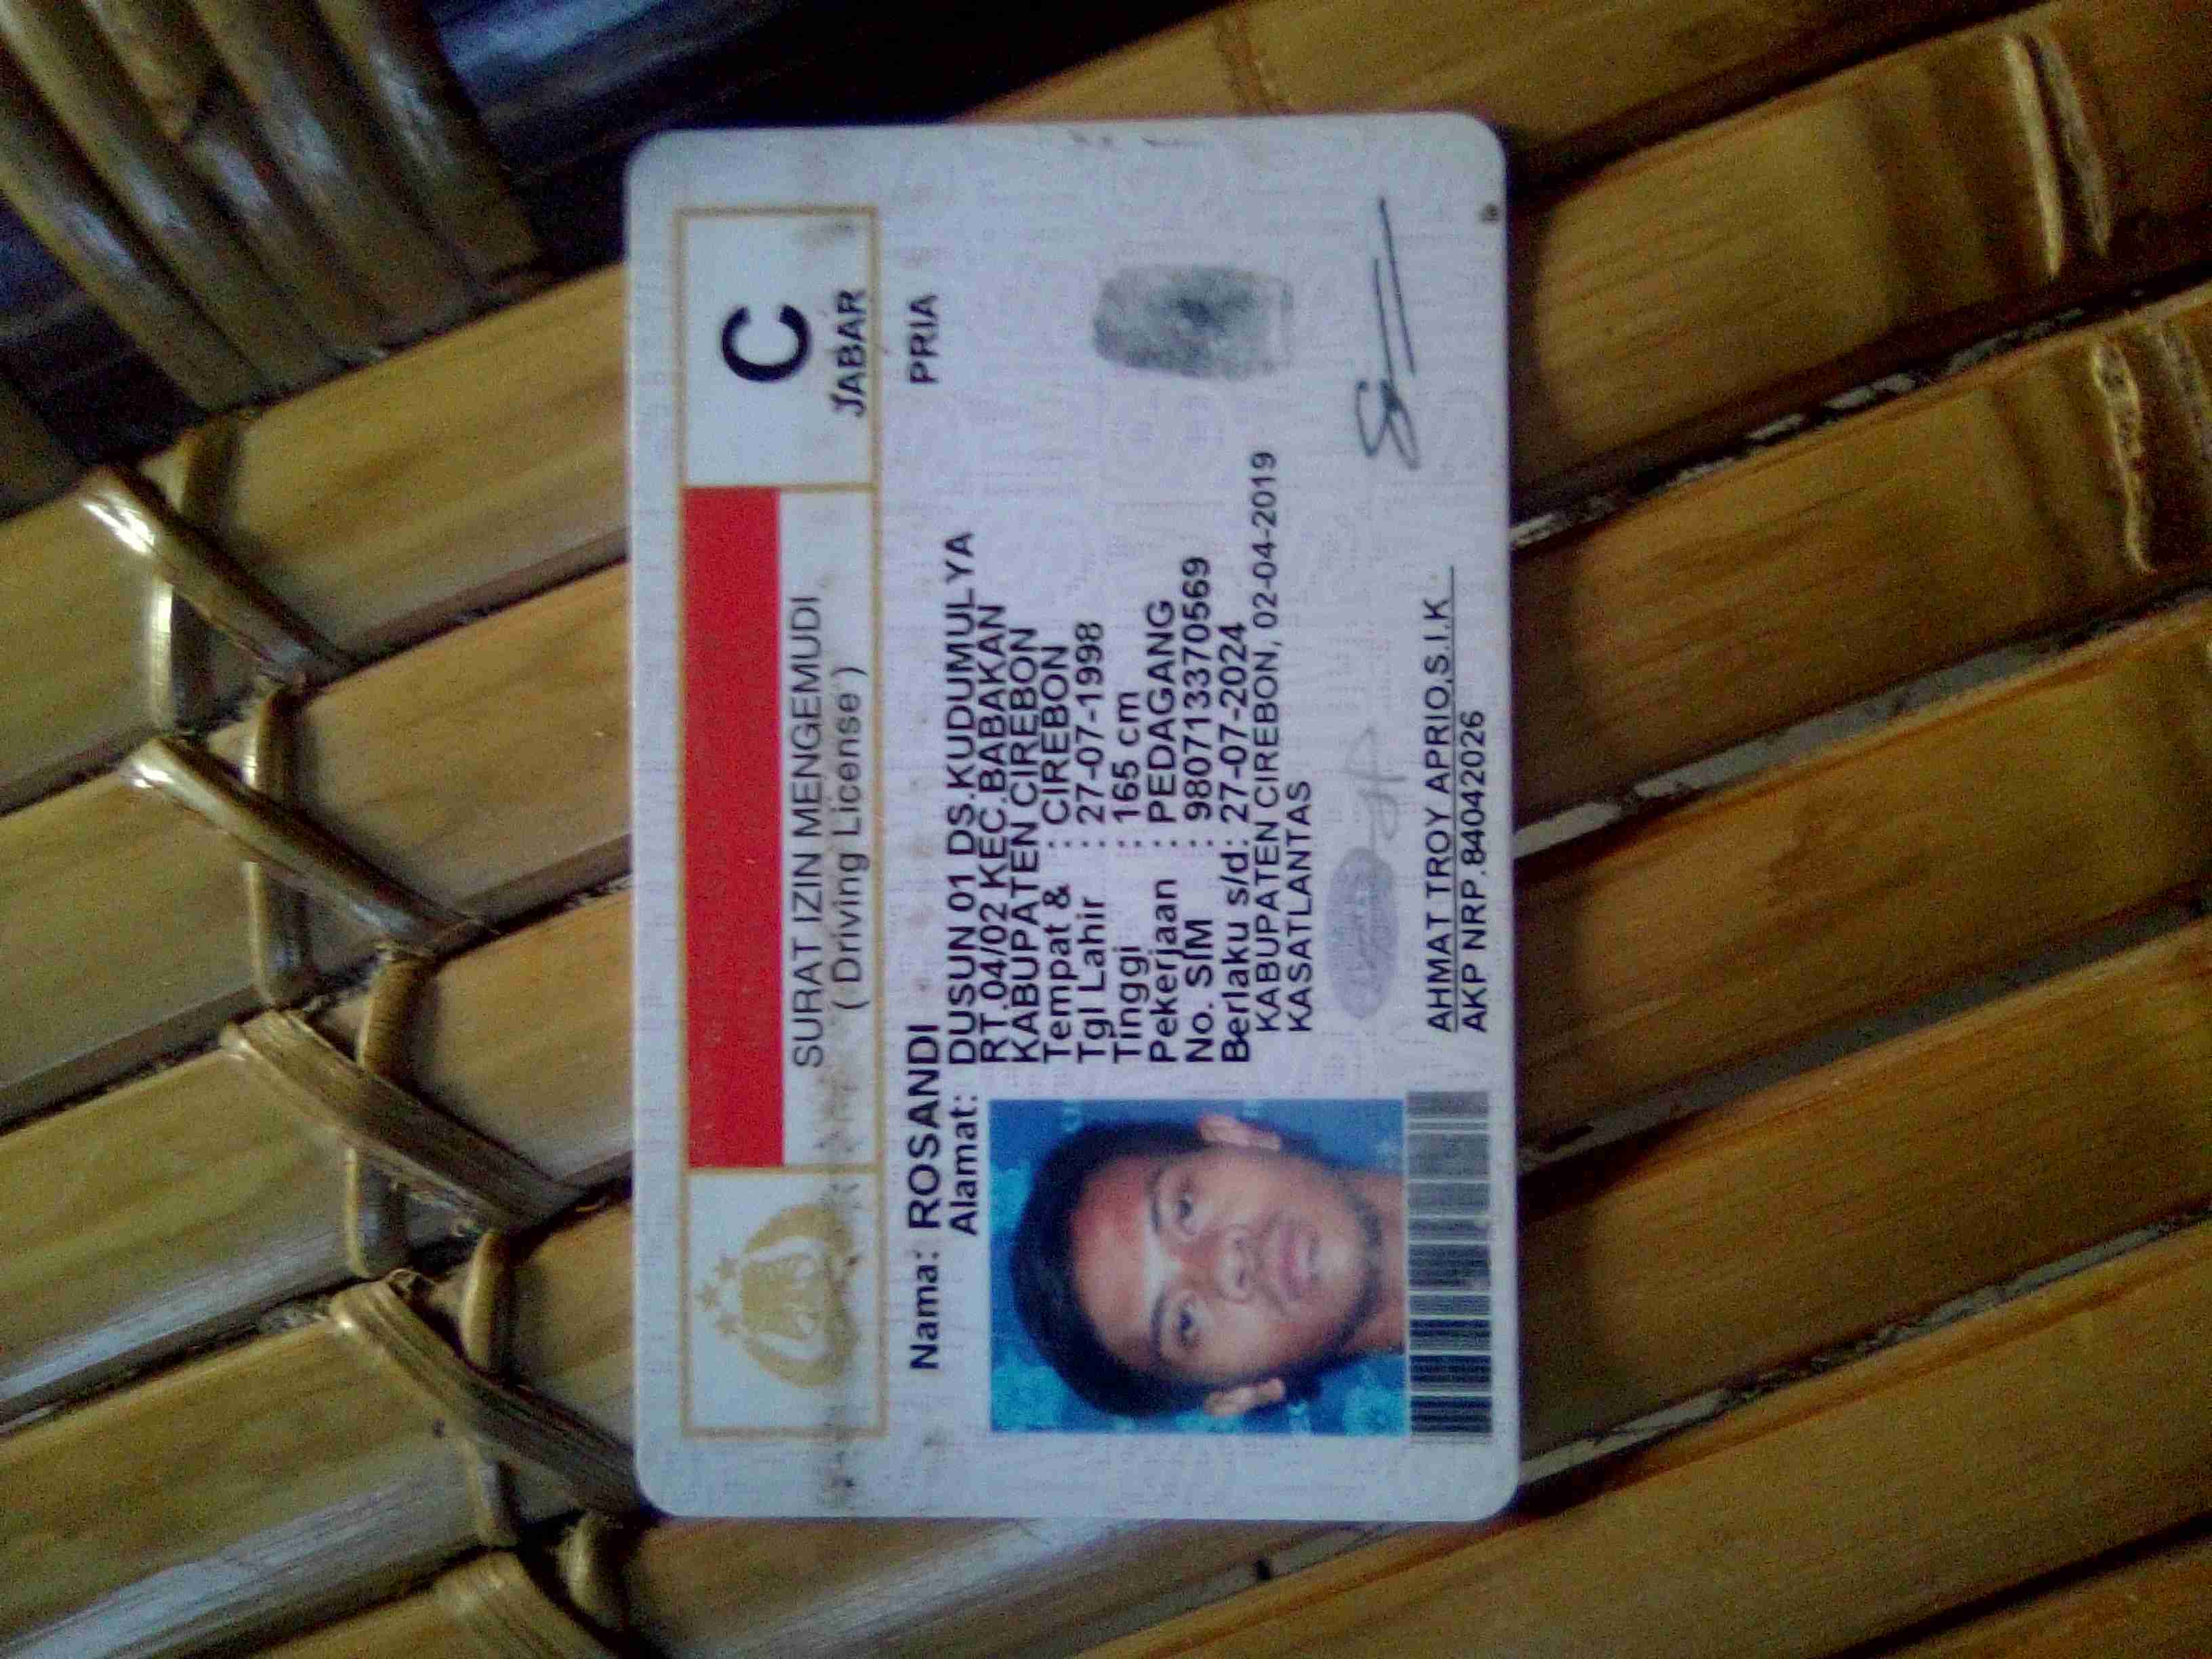 SURAT IZIN MENGEMUDI
( Driving License )
C
JABAR
Nama: ROSANDI
PRIA
Alamat:
DUSUN 01 DS.KUDUMULYA
RT.04/02 KEC.BABAKAN
KABUPATEN CIREBON
Tempat & : CIREBON
Tgl Lahir : 27-07-1998
Tinggi : 165 cm
Pekerjaan : PEDAGANG
No. SIM : 980713370569
Berlaku s/d: 27-07-2024
KABUPATEN CIREBON, 02-04-2019
KASATLANTAS
AHMAT TROY APRIO,S.I.K
AKP NRP.84042026